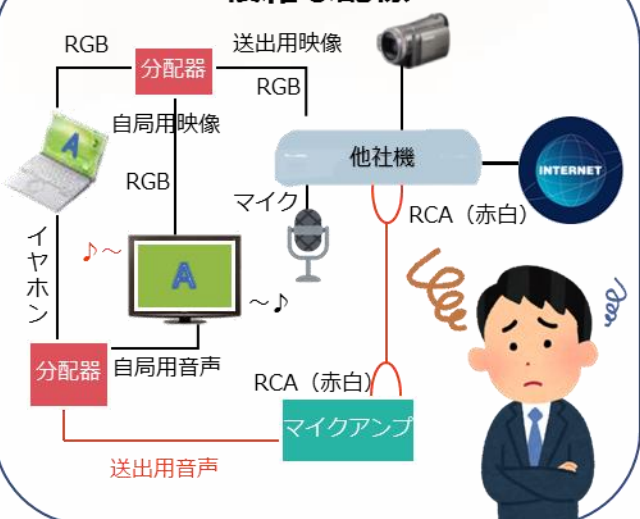 RGB
送出用映像
分配器
RGB
自局用映像
他社機
INTERNET
RGB
マイク
RCA（赤白）
A
イヤホン
♪～
A
～♪
分配器
自局用音声
RCA（赤白）
マイクアンプ
送出用音声